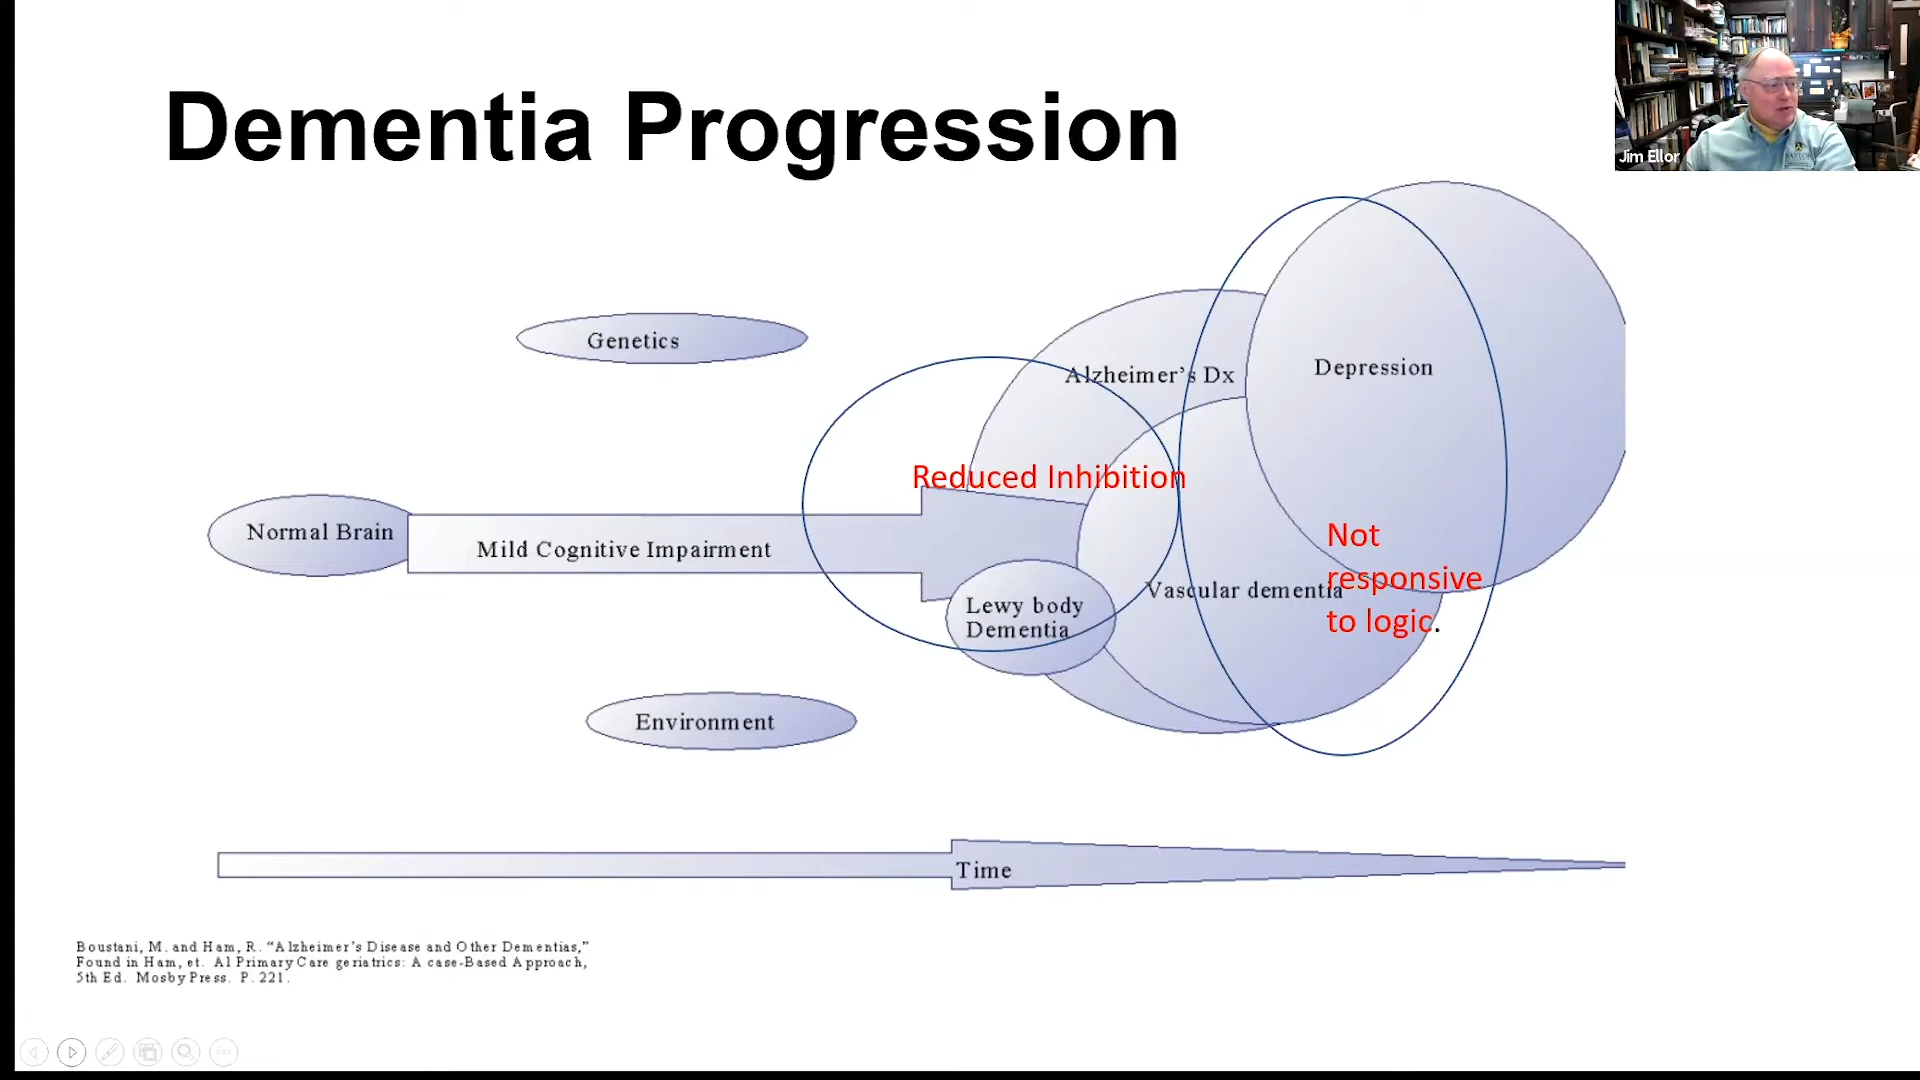 Dementia Progression
Jim Ellor
Genetics
Alzheimer's Dx
Depression
Reduced Inhibition
Normal Brain
Mild Cognitive Impairment
Not
responsive
to logic.
Lewy body
Dementia
Vascular dementia
Environment
Time
Boustani, M. and Ham, R. “Alzheimer's Disease and Other Dementias,”
Found in Ham, et. Al Primary Care geriatrics: A case-Based Approach,
5th Ed. Mosby Press. P. 221.